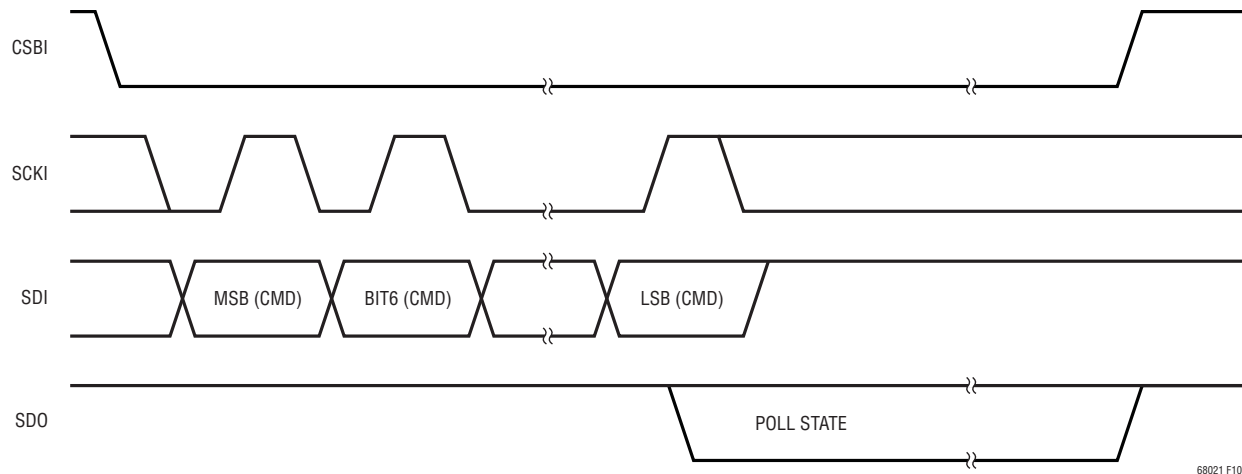 CSBI
SCKI
SDI
MSB (CMD)
BIT6 (CMD)
LSB (CMD)
SDO
POLL STATE
68021 F10